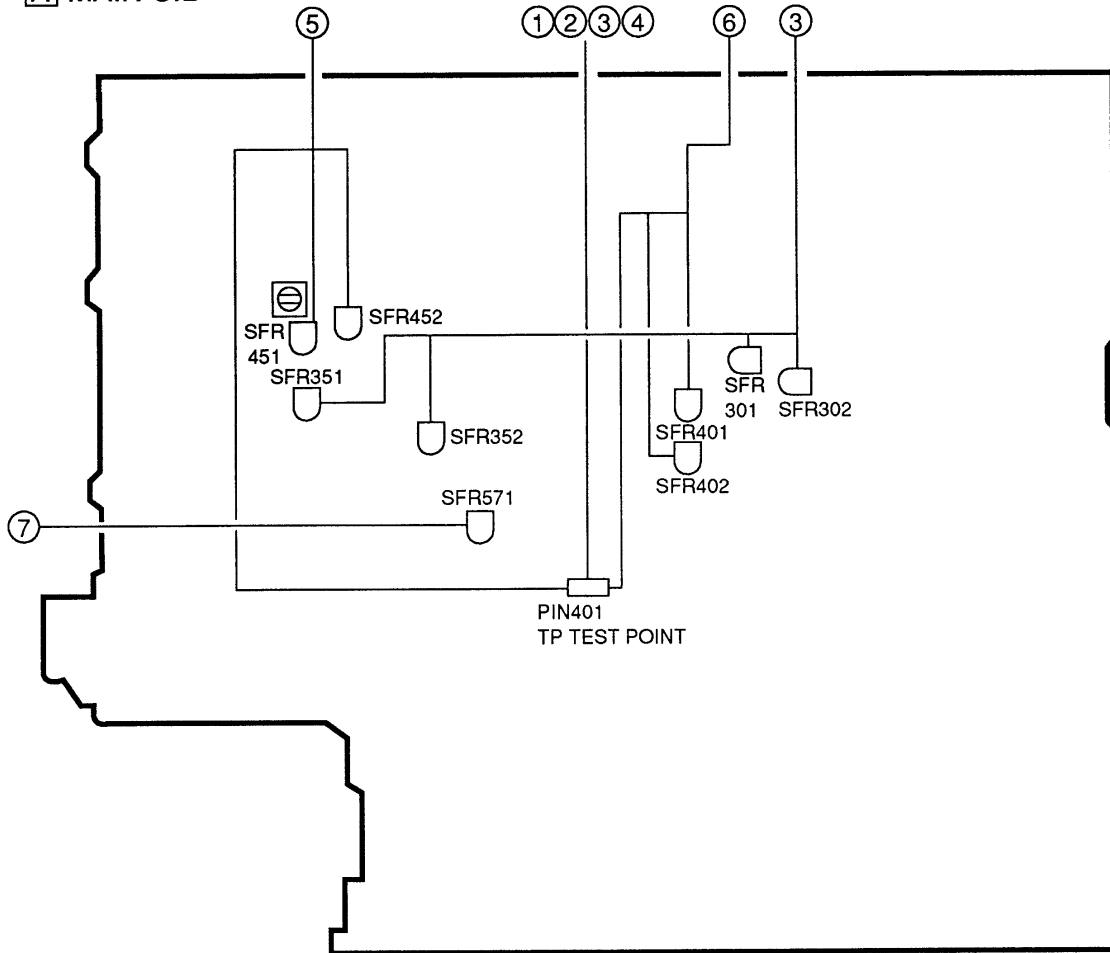 ⑤
①②③④
⑥
③
SFR452
SFR
451
SFR351
SFR352
SFR
301
SFR302
SFR401
SFR402
SFR571
⑦
PIN401
TP TEST POINT